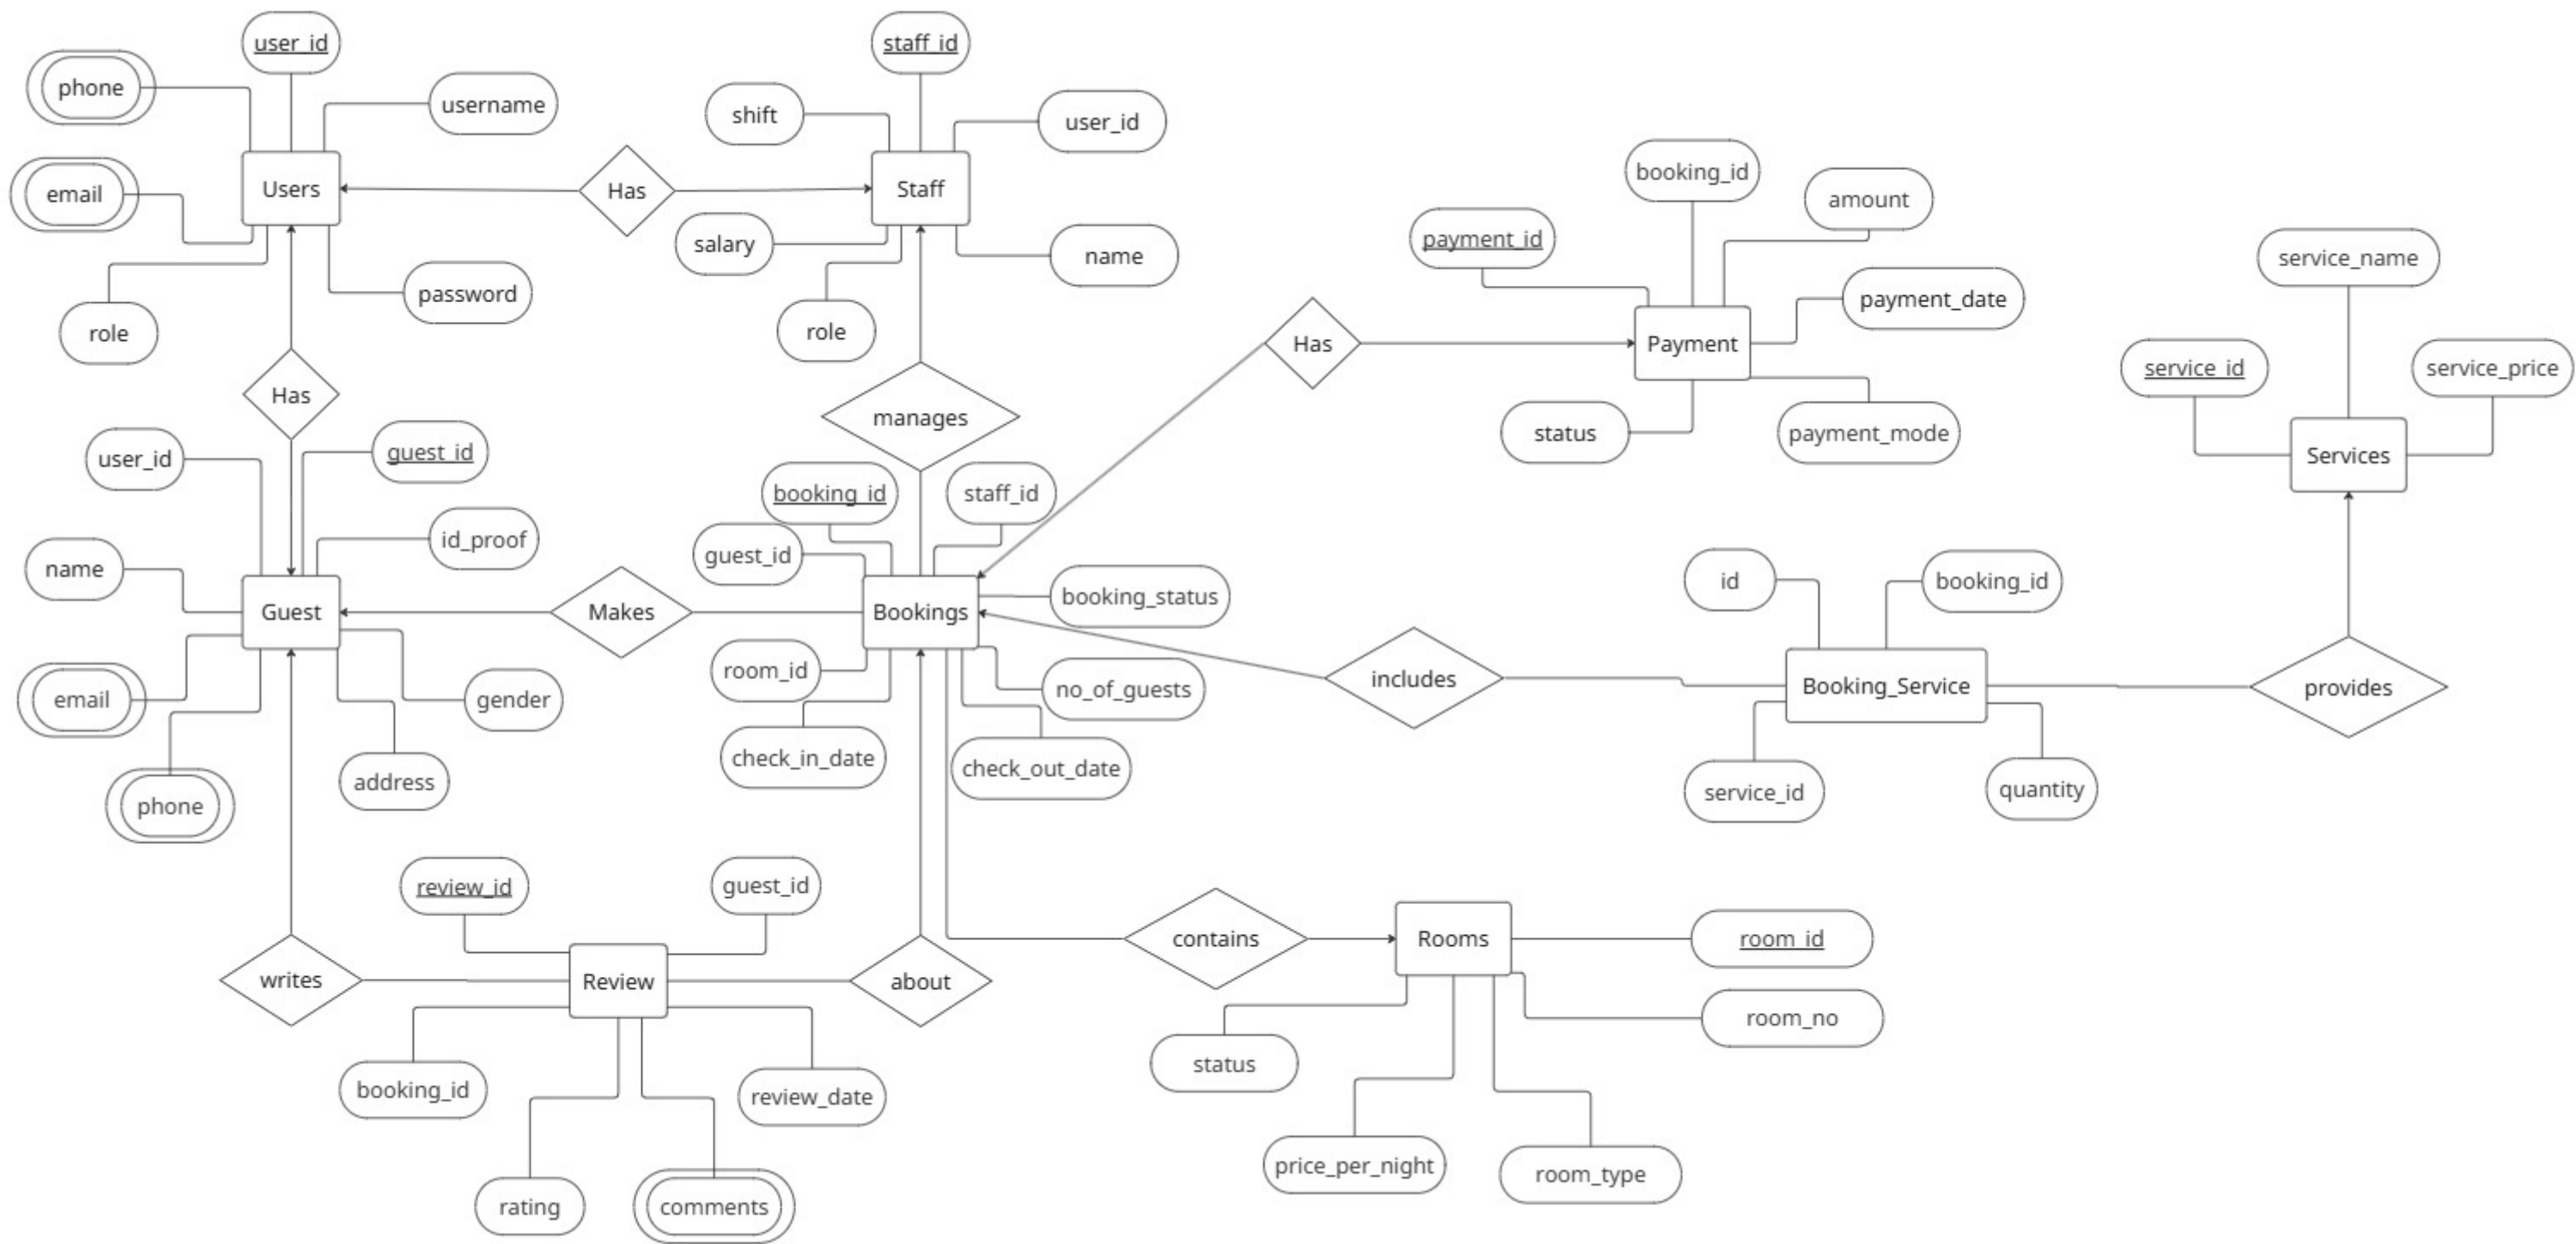 user_id
phone
username
email
Users
role
password
Has
staff_id
shift
user_id
Staff
salary
role
name
Has
user_id
guest_id
id_proof
name
Guest
email
phone
address
gender
manages
booking_id
staff_id
guest_id
Bookings
booking_status
room_id
no_of_guests
check_in_date
check_out_date
Makes
Has
booking_id
payment_id
amount
payment_date
Payment
status
payment_mode
service_name
service_id
service_price
Services
includes
id
booking_id
Booking_Service
service_id
quantity
provides
writes
review_id
guest_id
Review
booking_id
review_date
rating
comments
about
contains
Rooms
room_id
room_no
status
price_per_night
room_type